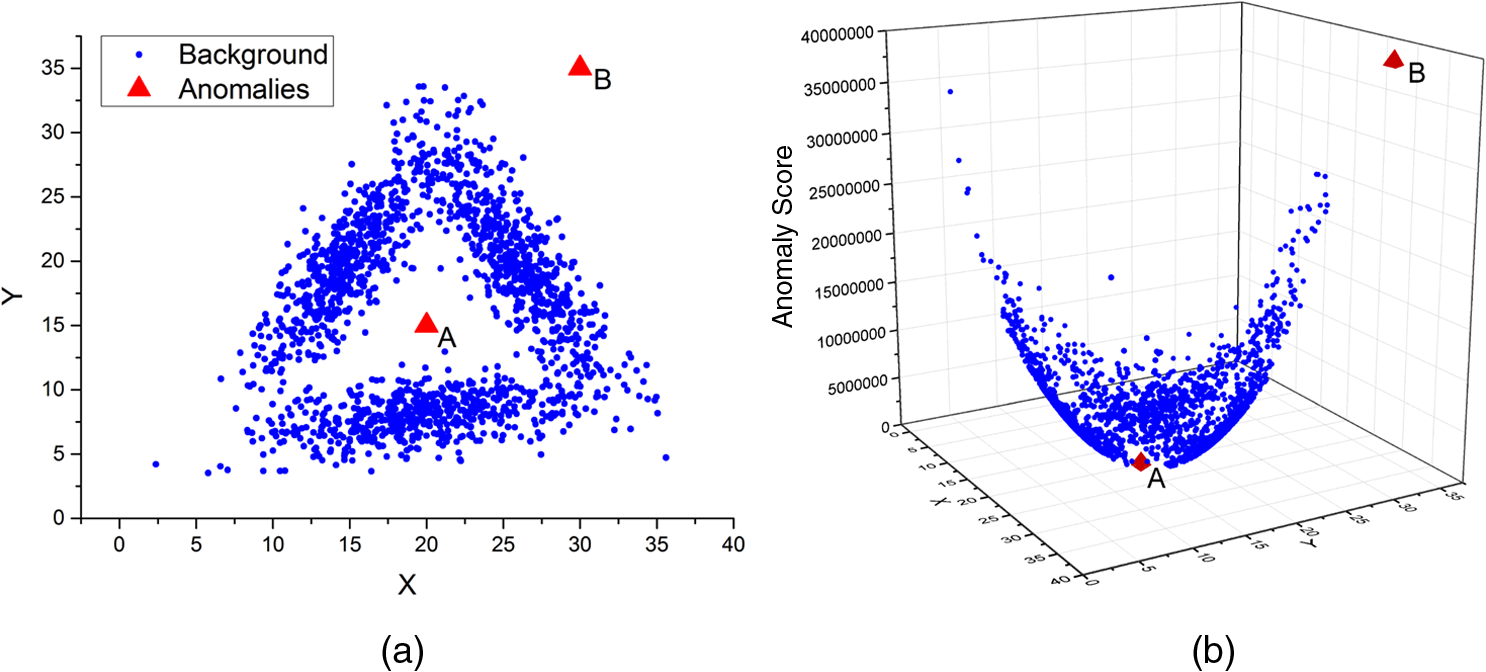 Background
Anomalies
B
A
Y
35
30
25
20
15
10
5
0
0 5 10 15 20 25 30 35 40
X
(a)
Anomaly Score
40000000
35000000
30000000
25000000
20000000
15000000
10000000
5000000
0
B
A
0 5 10 15 20 25 30 35 40
X
0 5 10 15 20 25 30 35
Y
(b)